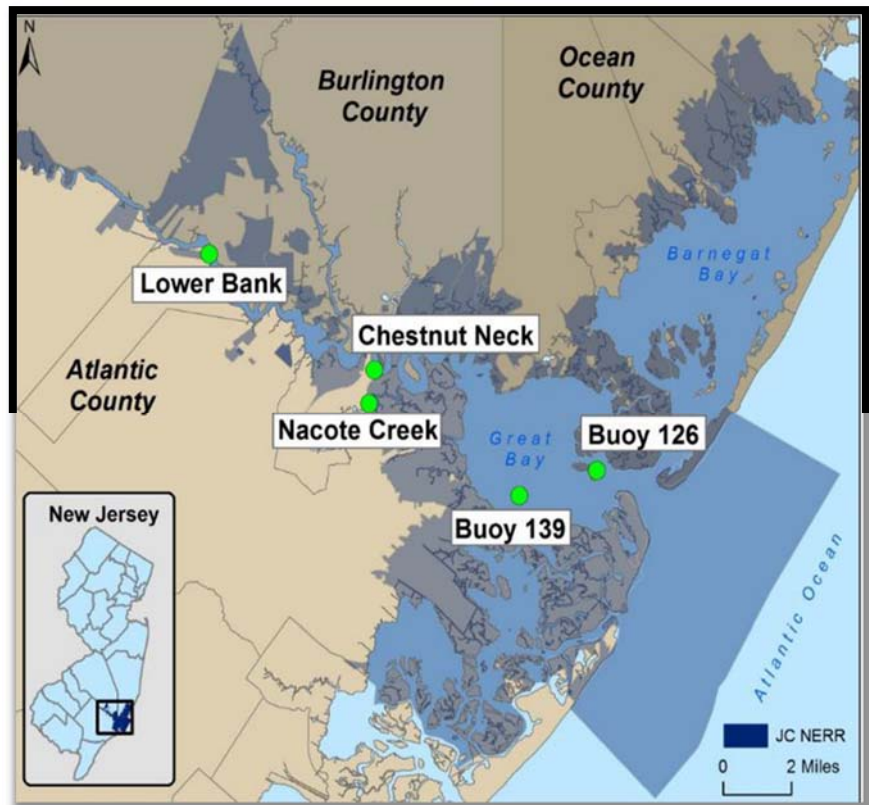 N
Burlington
County
Ocean
County
Barnegat
Bay
Lower Bank
Chestnut Neck
Atlantic
County
Nacote Creek
Great
Bay
Buoy 126
Buoy 139
New Jersey
Atlantic Ocean
JC NERR
0 2 Miles